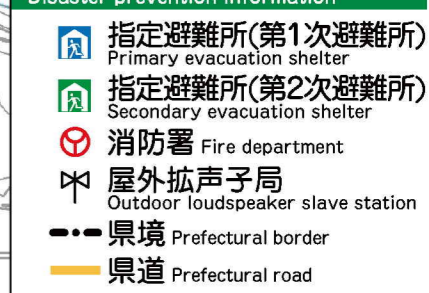 Disaster prevention information
指定避難所(第1次避難所)
Primary evacuation shelter
指定避難所(第2次避難所)
Secondary evacuation shelter
消防署 Fire department
屋外拡声子局
Outdoor loudspeaker slave station
県境 Prefectural border
県道 Prefectural road